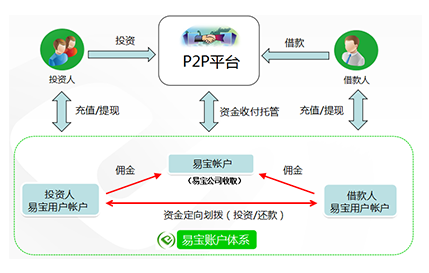 投资
P2P平台
借款
投资人
借款人
充值/提现
资金收付托管
充值/提现
佣金
易宝帐户
（易宝公司收取）
佣金
投资人
易宝用户帐户
借款人
易宝用户帐户
资金定向划拨（投资/还款）
易宝账户体系